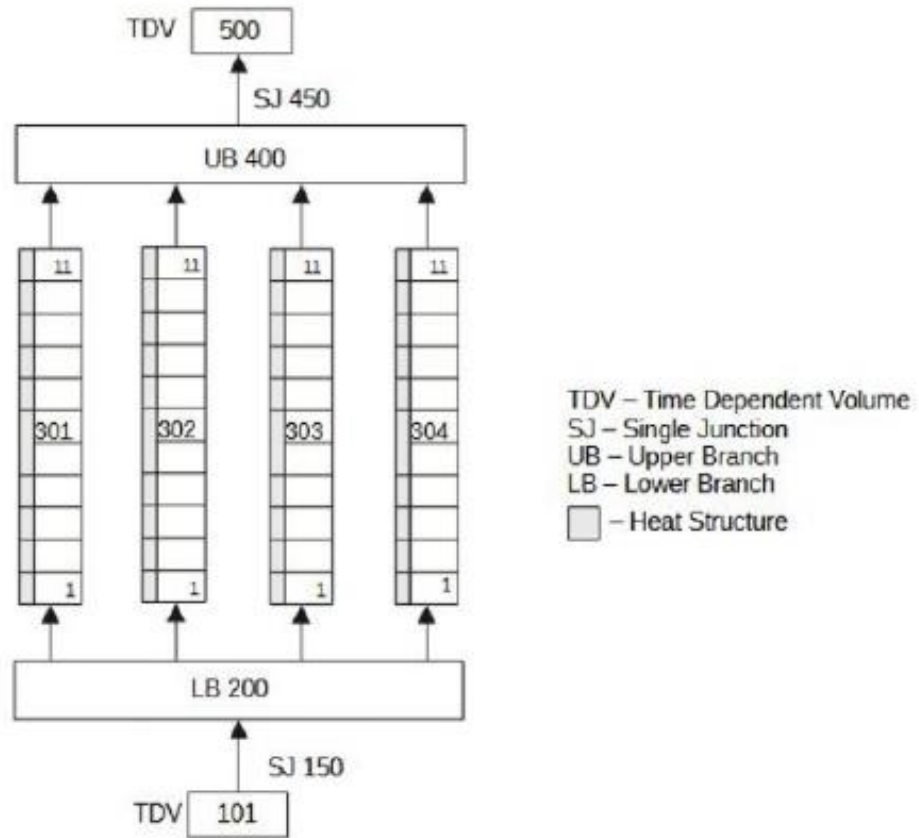 TDV 500
SJ 450
UB 400
11 11 11 11
301 302 303 304
1 1 1 1
LB 200
SJ 150
TDV 101
TDV – Time Dependent Volume
SJ – Single Junction
UB – Upper Branch
LB – Lower Branch
– Heat Structure